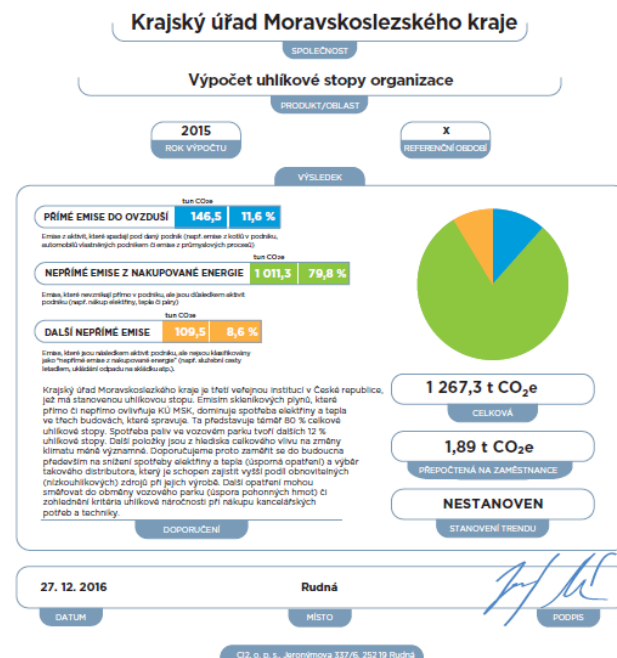 Krajský úřad Moravskoslezského kraje
SPOLEČNOST
Výpočet uhlíkové stopy organizace
PRODUKT/OBLAST
2015
ROK VÝPOČTU
x
REFERENČNÍ OBDOBÍ
VÝSLEDEK
tun CO₂e
PŘÍMÉ EMISE DO OVZDUŠÍ 146,5 11,6 %
Emise z aktivit, které spadají pod daný podnik (např. emise z kotlů v podniku,
automobilů vlastněných podnikem či emise z průmyslových procesů)
tun CO₂e
NEPŘÍMÉ EMISE Z NAKUPOVANÉ ENERGIE 1 011,3 79,8 %
Emise, které nevznikají přímo v podniku, ale jsou důsledkem aktivit
podniku (např. nákup elektřiny, tepla či páry)
tun CO₂e
DALŠÍ NEPŘÍMÉ EMISE 109,5 8,6 %
Emise, které jsou následkem aktivit podniku, ale nejsou klasifikovány
jako "nepřímé emise z nakupované energie" (např. služební cesty
letadlem, ukládání odpadu na skládku atp.).
Krajský úřad Moravskoslezkého kraje je třetí veřejnou institucí v České republice,
jež má stanovenou uhlíkovou stopu. Emisím skleníkových plynů, které
přímo či nepřímo ovlivňuje KÚ MSK, dominuje spotřeba elektřiny a tepla
ve třech budovách, které spravuje. Ta představuje téměř 80 % celkové
uhlíkové stopy. Spotřeba paliv ve vozovém parku tvoří dalších 12 %
uhlíkové stopy. Další položky jsou z hlediska celkového vlivu na změny
klimatu méně významné. Doporučujeme proto zaměřit se do budoucna
především na snížení spotřeby elektřiny a tepla (úsporná opatření) a výběr
takového distributora, který je schopen zajistit vyšší podíl obnovitelných
(nízkouhlíkových) zdrojů při jejich výrobě. Další opatření mohou
směřovat do obměny vozového parku (úspora pohonných hmot) či
zohlednění kritéria uhlíkové náročnosti při nákupu kancelářských
potřeb a techniky.
DOPORUČENÍ
1 267,3 t CO₂e
CELKOVÁ
1,89 t CO₂e
PŘEPOČTENÁ NA ZAMĚSTNANCE
NESTANOVEN
STANOVENÍ TRENDU
27. 12. 2016
DATUM
Rudná
MÍSTO
PODPIS
CI2, o. p. s., Jeronýmova 337/6, 252 19 Rudná